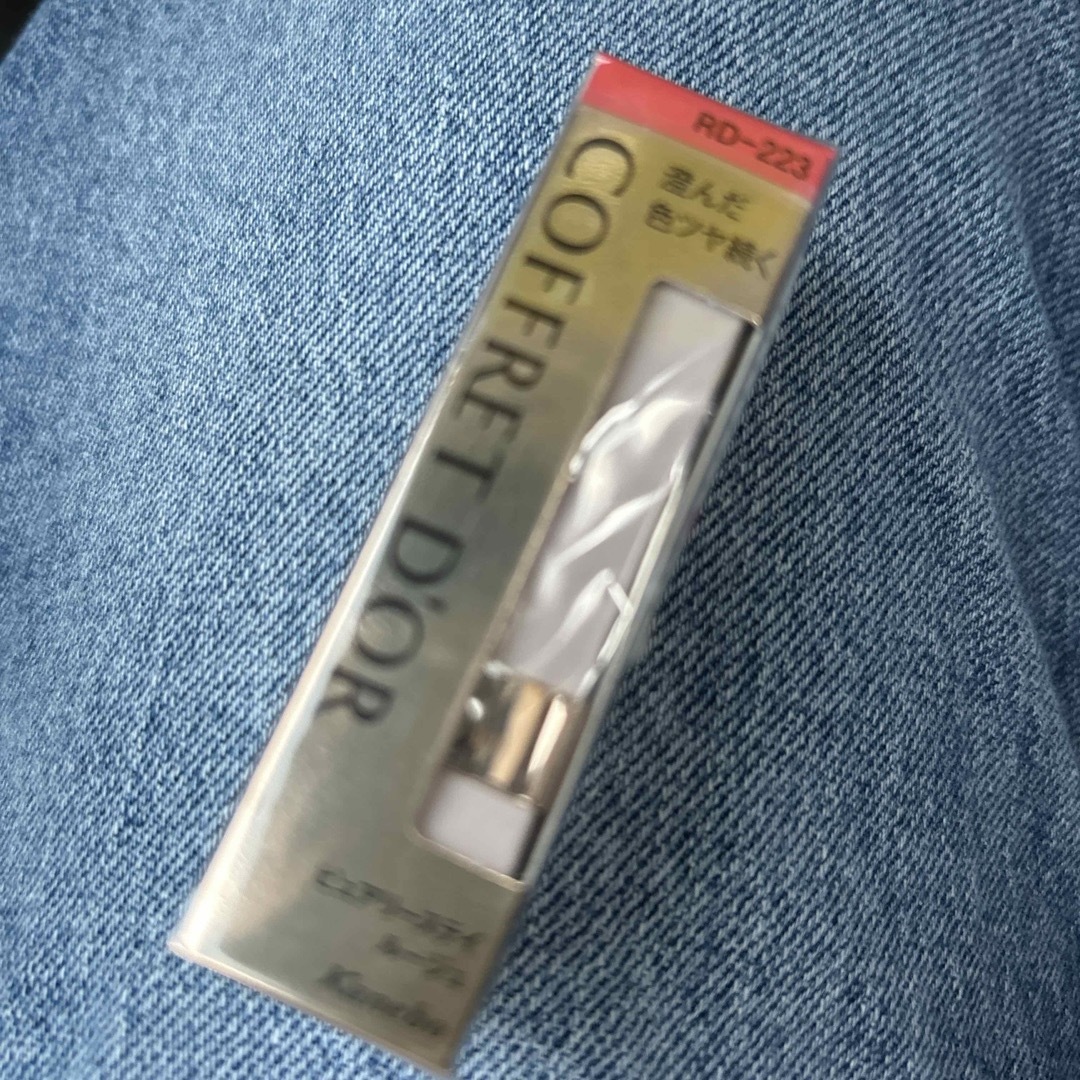 RD-223
澄んだ
色ツヤ続く
COFFRET D'OR
ピュアリーステイ
ルージュ
Kanebo